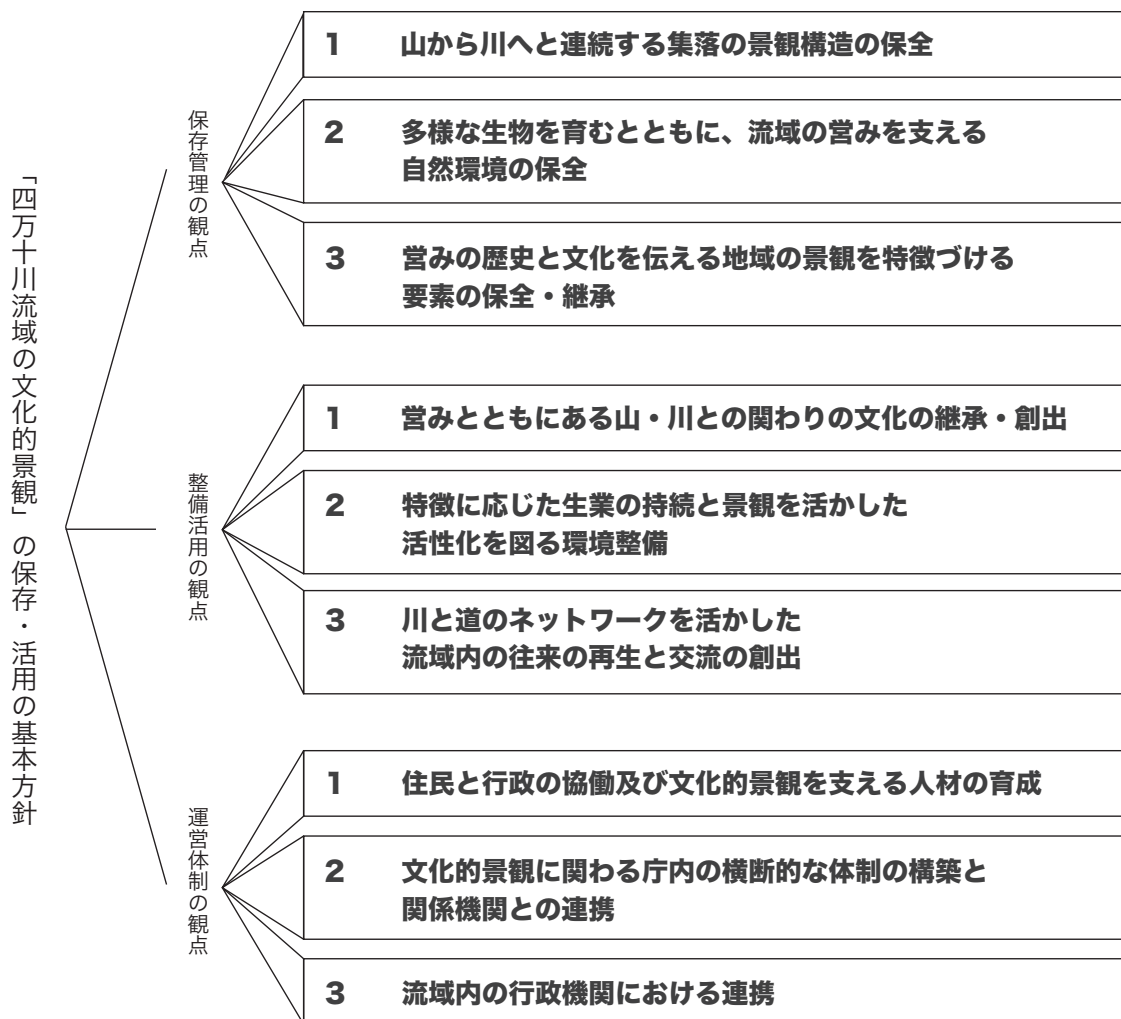 「四万十川流域の文化的景観」の保存・活用の基本方針
保存管理の観点
1 山から川へと連続する集落の景観構造の保全
2 多様な生物を育むとともに、流域の営みを支える
自然環境の保全
3 営みの歴史と文化を伝える地域の景観を特徴づける
要素の保全・継承
整備活用の観点
1 営みとともにある山・川との関わりの文化の継承・創出
2 特徴に応じた生業の持続と景観を活かした
活性化を図る環境整備
3 川と道のネットワークを活かした
流域内の往来の再生と交流の創出
運営体制の観点
1 住民と行政の協働及び文化的景観を支える人材の育成
2 文化的景観に関わる庁内の横断的な体制の構築と
関係機関との連携
3 流域内の行政機関における連携